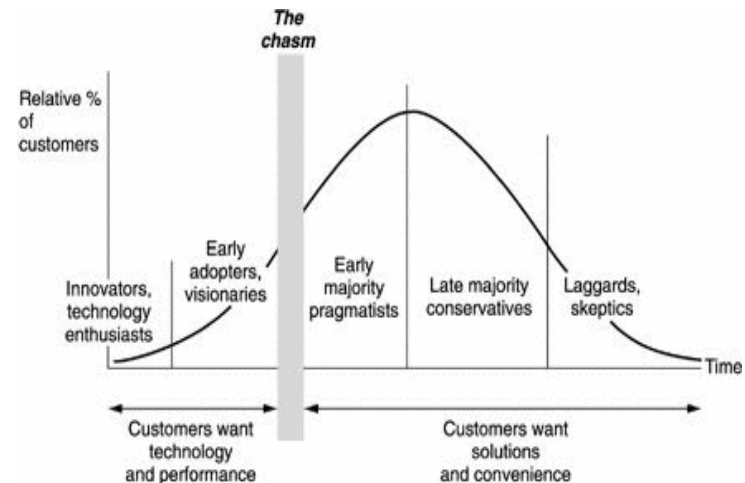 The
chasm
Relative %
of
customers
Innovators,
technology
enthusiasts
Early
adopters,
visionaries
Early
majority
pragmatists
Late majority
conservatives
Laggards,
skeptics
Time
Customers want
technology
and performance
Customers want
solutions
and convenience